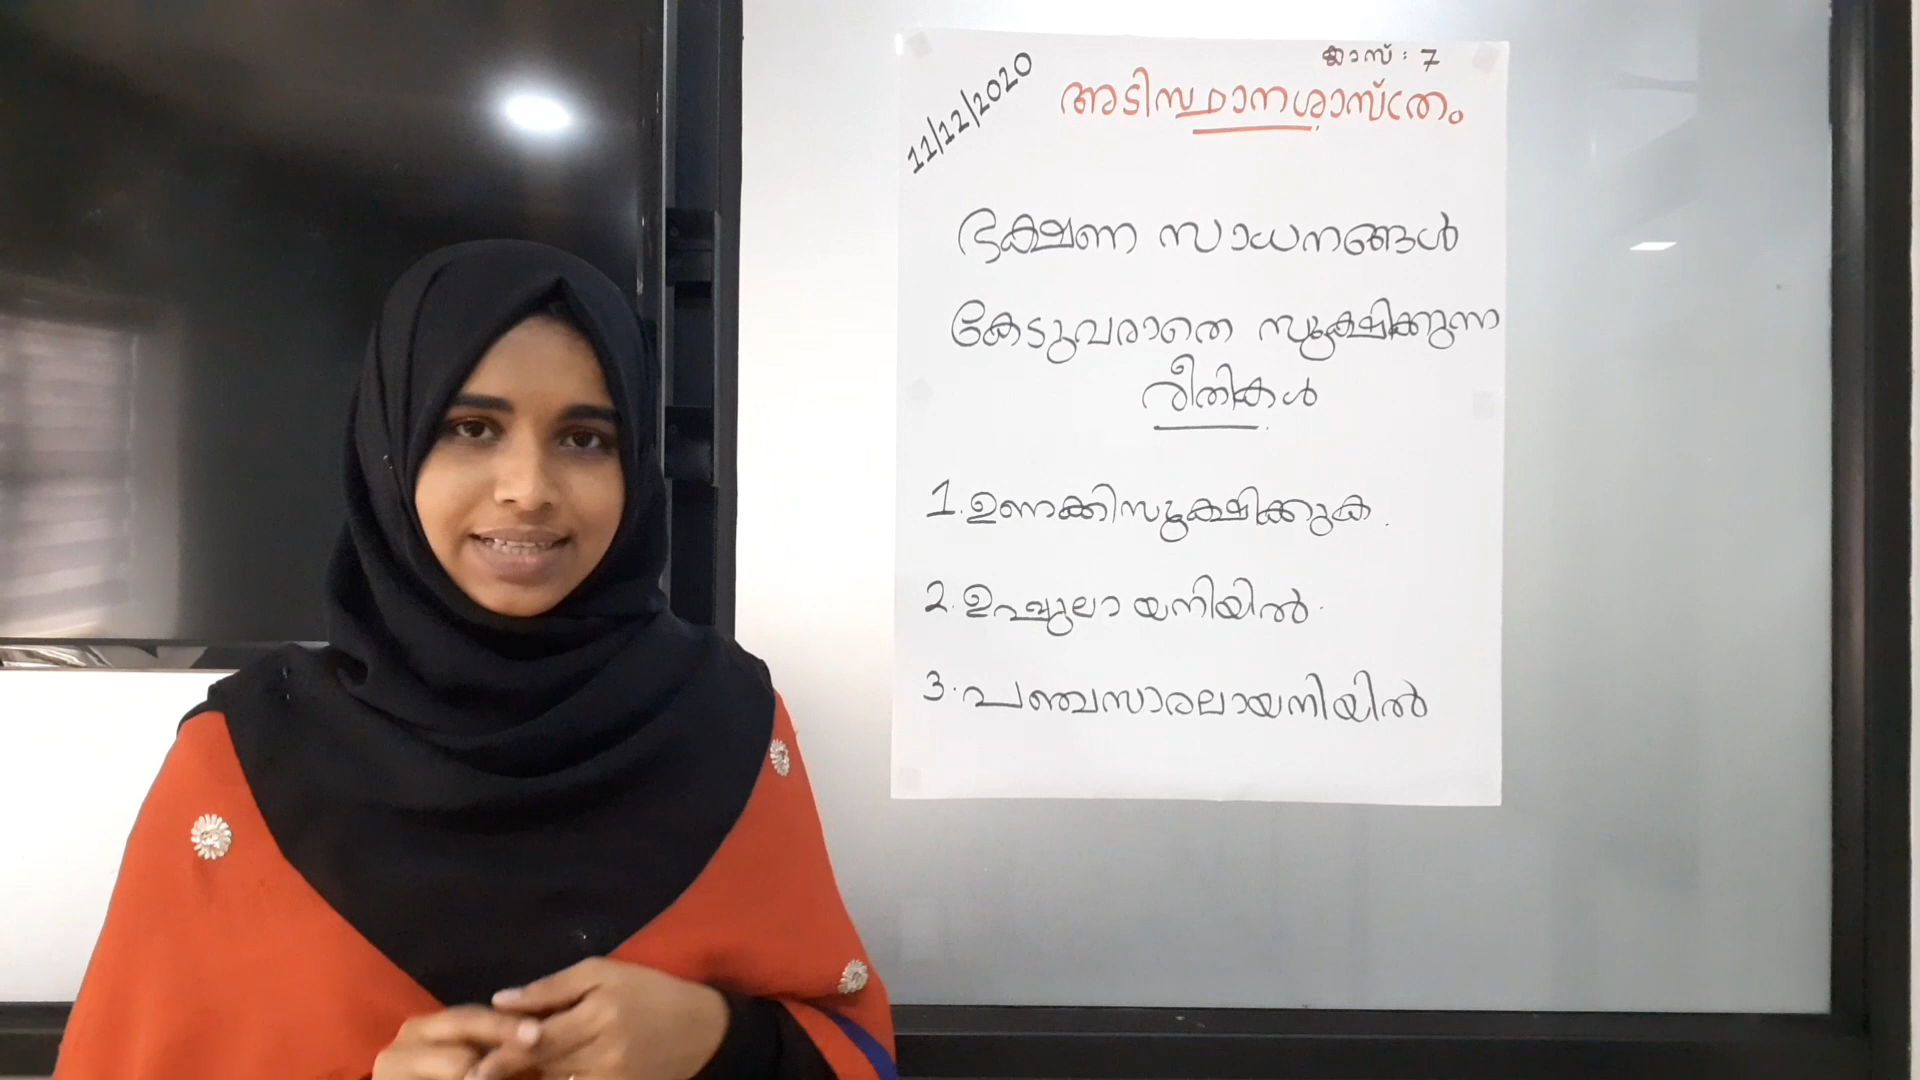 ക്ലാസ് : 7
11/12/2020
അടിസ്ഥാനശാസ്ത്രം
ഭക്ഷണ സാധനങ്ങൾ
കേടുവരാതെ സൂക്ഷിക്കുന്ന
രീതികൾ
1. ഉണക്കിസൂക്ഷിക്കുക.
2. ഉപ്പുലായനിയിൽ.
3. പഞ്ചസാരലായനിയിൽ